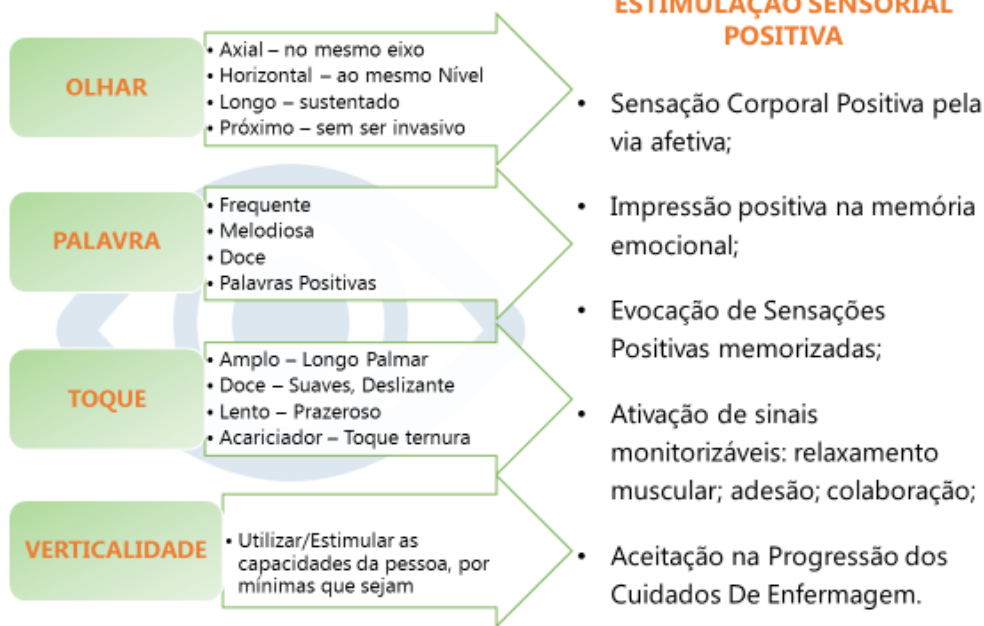 OLHAR
• Axial – no mesmo eixo
• Horizontal – ao mesmo Nível
• Longo – sustentado
• Próximo – sem ser invasivo
PALAVRA
• Frequente
• Melodiosa
• Doce
• Palavras Positivas
TOQUE
• Amplo – Longo Palmar
• Doce – Suaves, Deslizante
• Lento – Prazeroso
• Acariciador – Toque ternura
VERTICALIDADE
• Utilizar/Estimular as
capacidades da pessoa, por
mínimas que sejam
ESTIMULAÇÃO SENSORIAL
POSITIVA
• Sensação Corporal Positiva pela
via afetiva;
• Impressão positiva na memória
emocional;
• Evocação de Sensações
Positivas memorizadas;
• Ativação de sinais
monitorizáveis: relaxamento
muscular; adesão; colaboração;
• Aceitação na Progressão dos
Cuidados De Enfermagem.